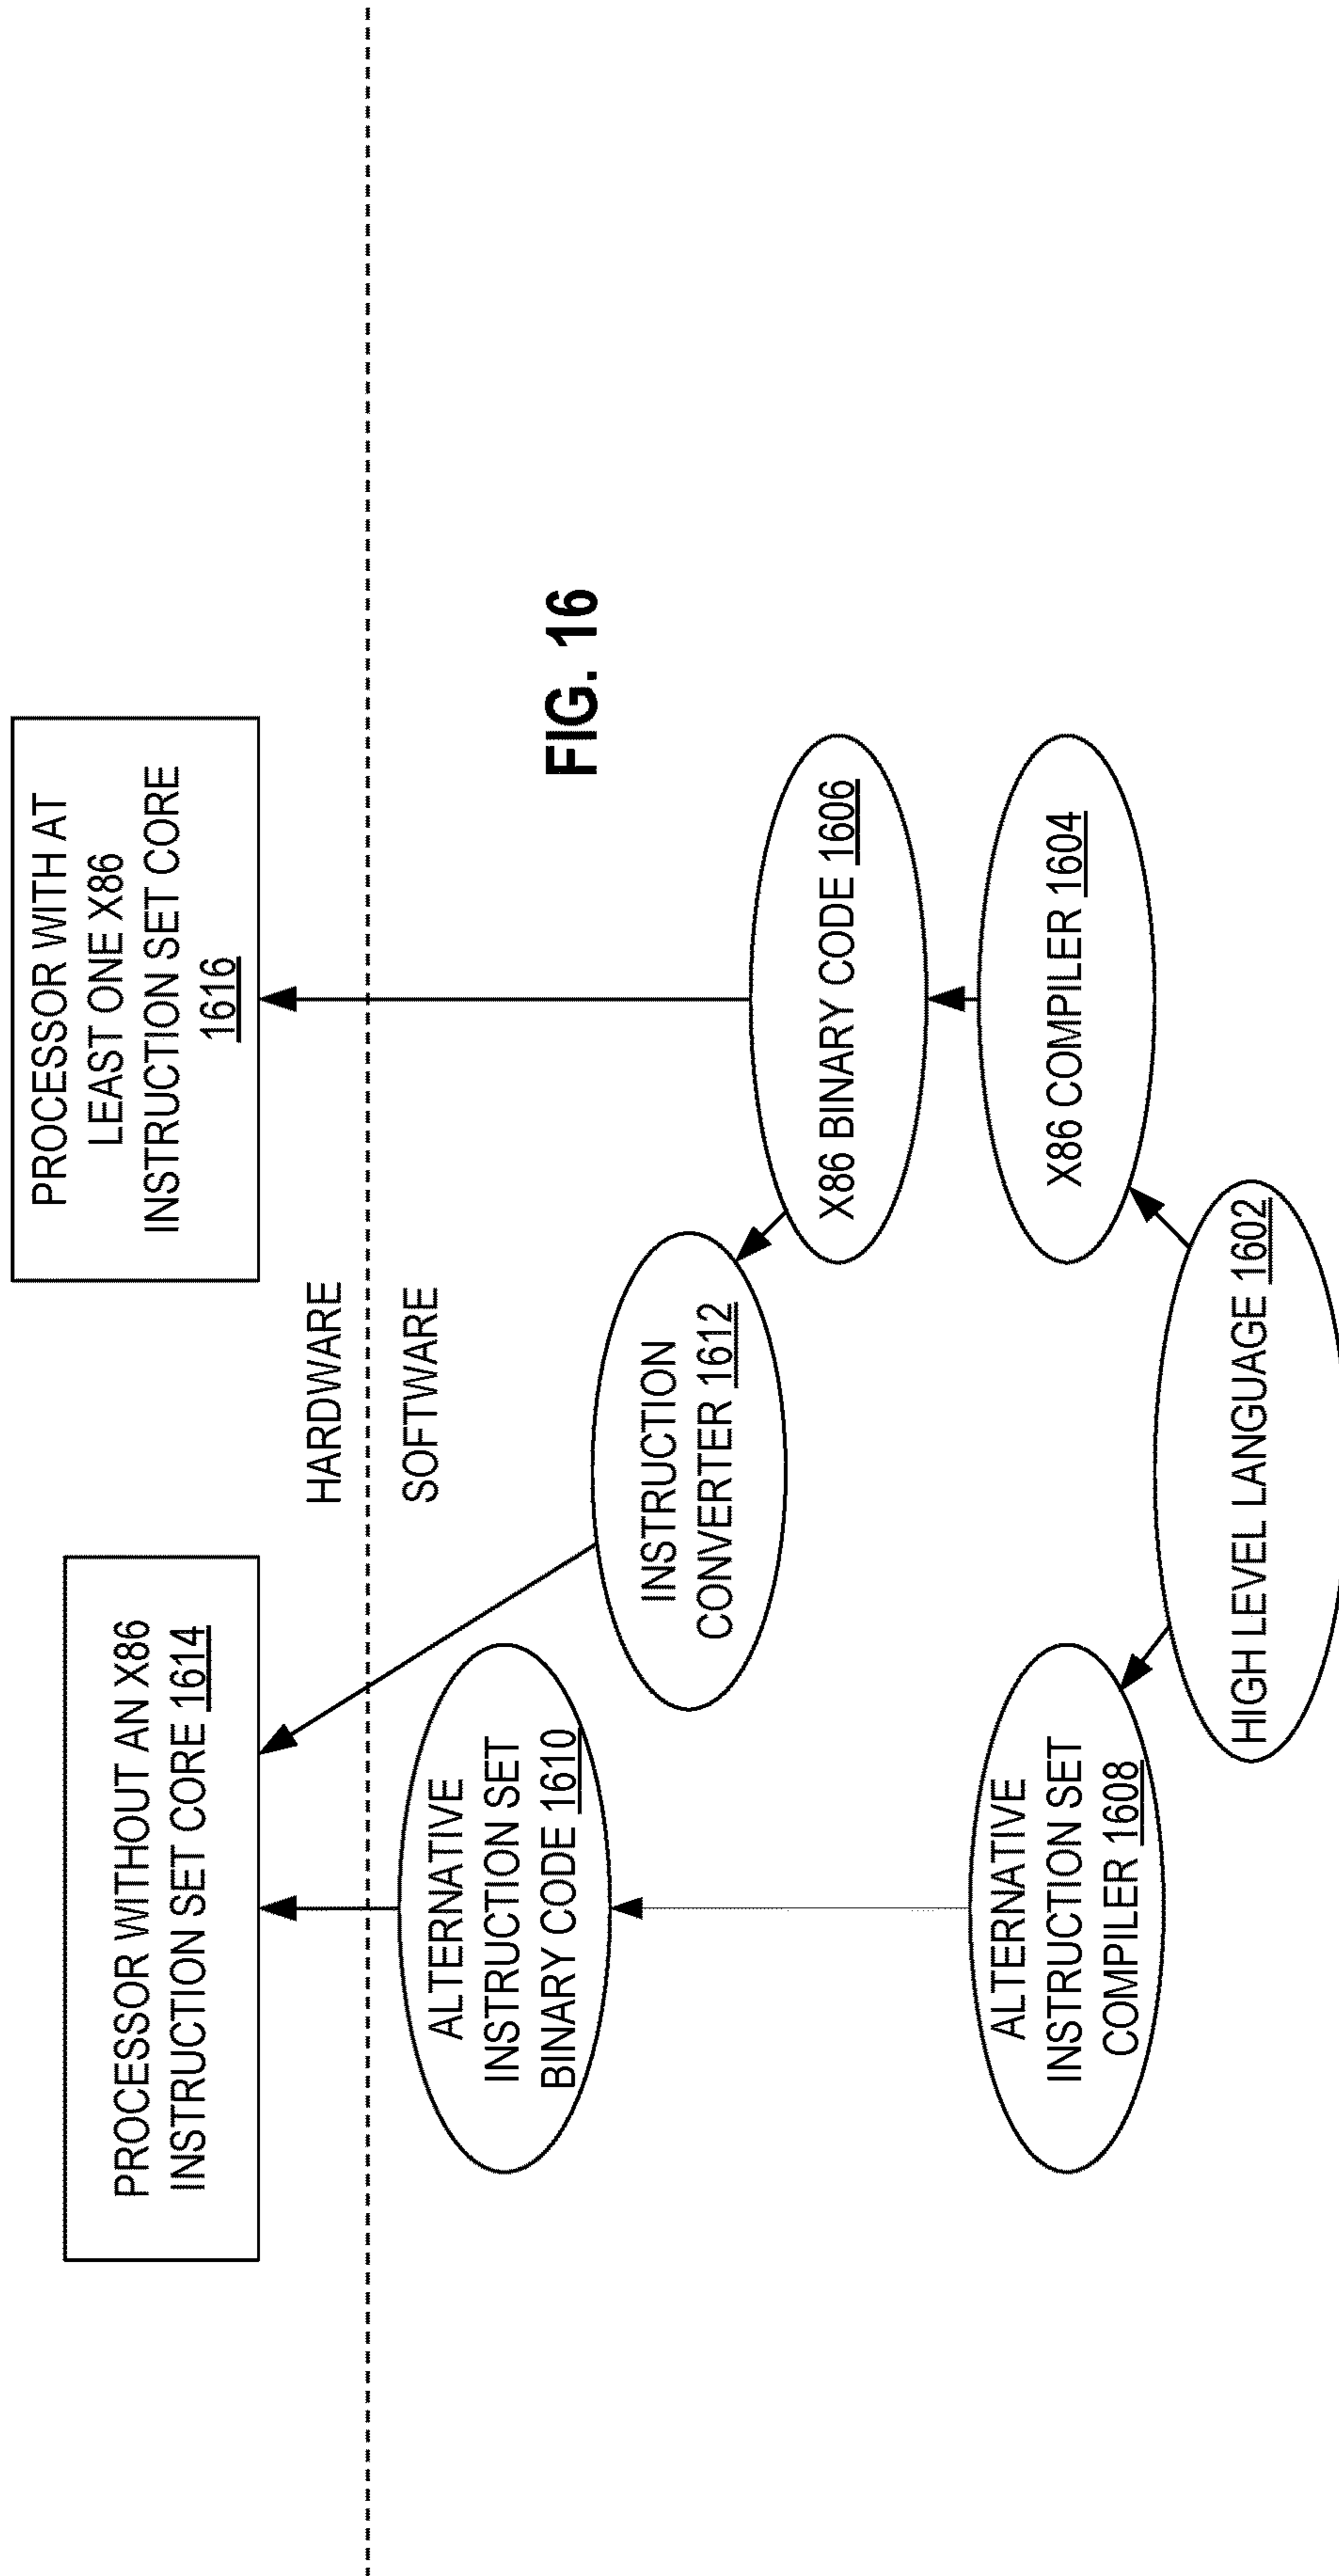 PROCESSOR WITHOUT AN X86
INSTRUCTION SET CORE 1614
PROCESSOR WITH AT
LEAST ONE X86
INSTRUCTION SET CORE
1616
HARDWARE
SOFTWARE
ALTERNATIVE
INSTRUCTION SET
BINARY CODE 1610
INSTRUCTION
CONVERTER 1612
FIG. 16
X86 BINARY CODE 1606
ALTERNATIVE
INSTRUCTION SET
COMPILER 1608
X86 COMPILER 1604
HIGH LEVEL LANGUAGE 1602